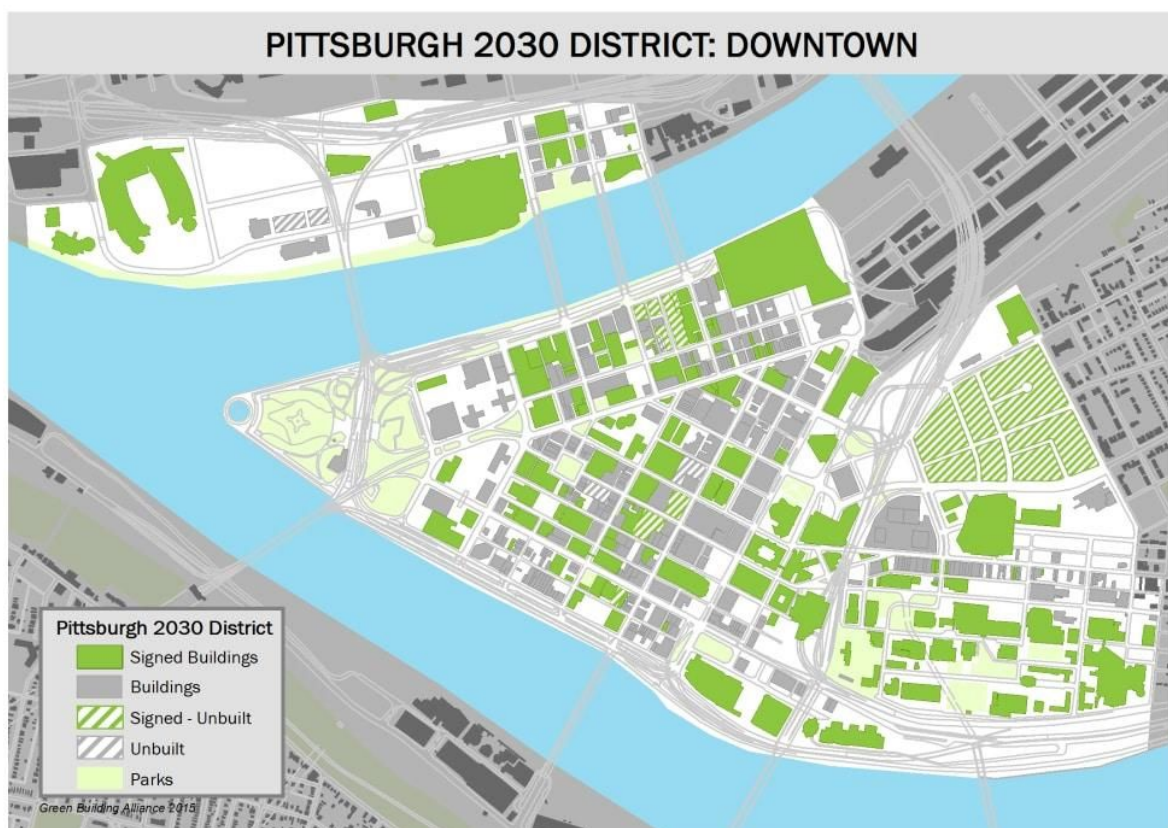 PITTSBURGH 2030 DISTRICT: DOWNTOWN
Pittsburgh 2030 District
Signed Buildings
Buildings
Signed - Unbuilt
Unbuilt
Parks
Green Building Alliance 2015